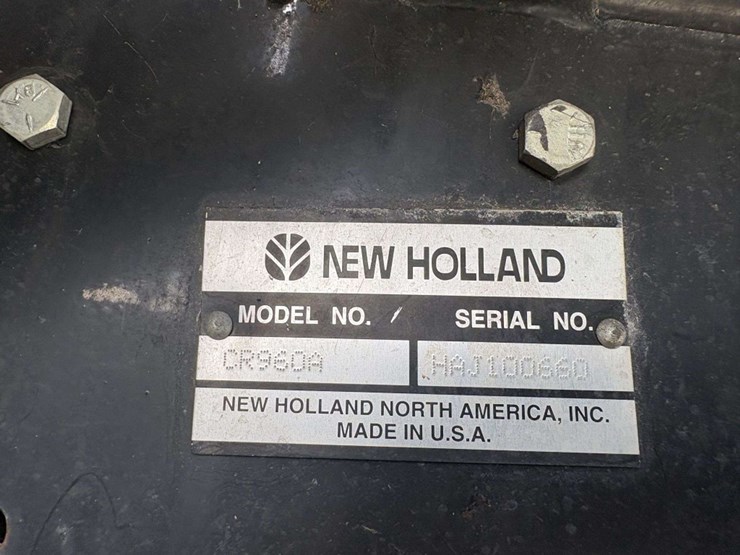 NEW HOLLAND
MODEL NO. SERIAL NO.
CR960A HAJ100660
NEW HOLLAND NORTH AMERICA, INC.
MADE IN U.S.A.